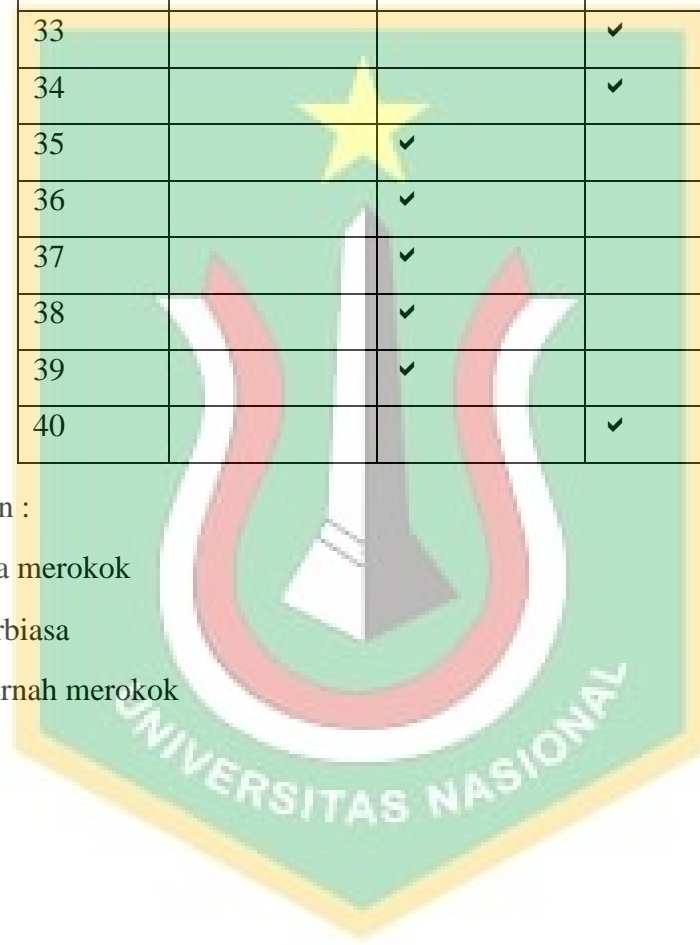 33 ✓
34 ✓
35 ✓
36 ✓
37 ✓
38 ✓
39 ✓
40 ✓
n :
a merokok
rbiasa
rnah merokok
UNIVERSITAS NASIONAL